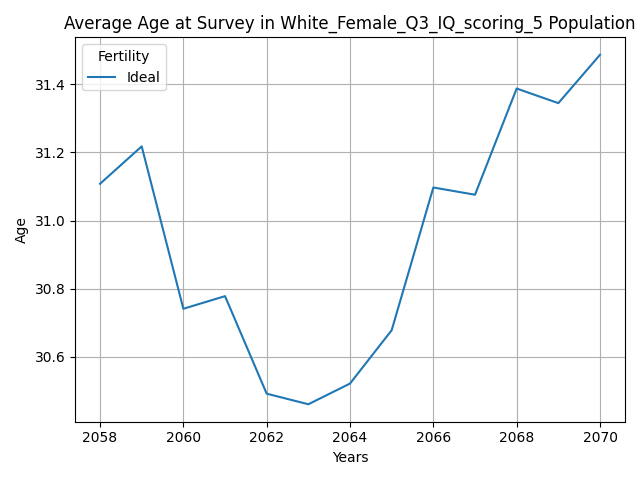 Average Age at Survey in White_Female_Q3_IQ_scoring_5 Population
Fertility
Ideal
31.4
31.2
31.0
30.8
30.6
Age
2058 2060 2062 2064 2066 2068 2070
Years